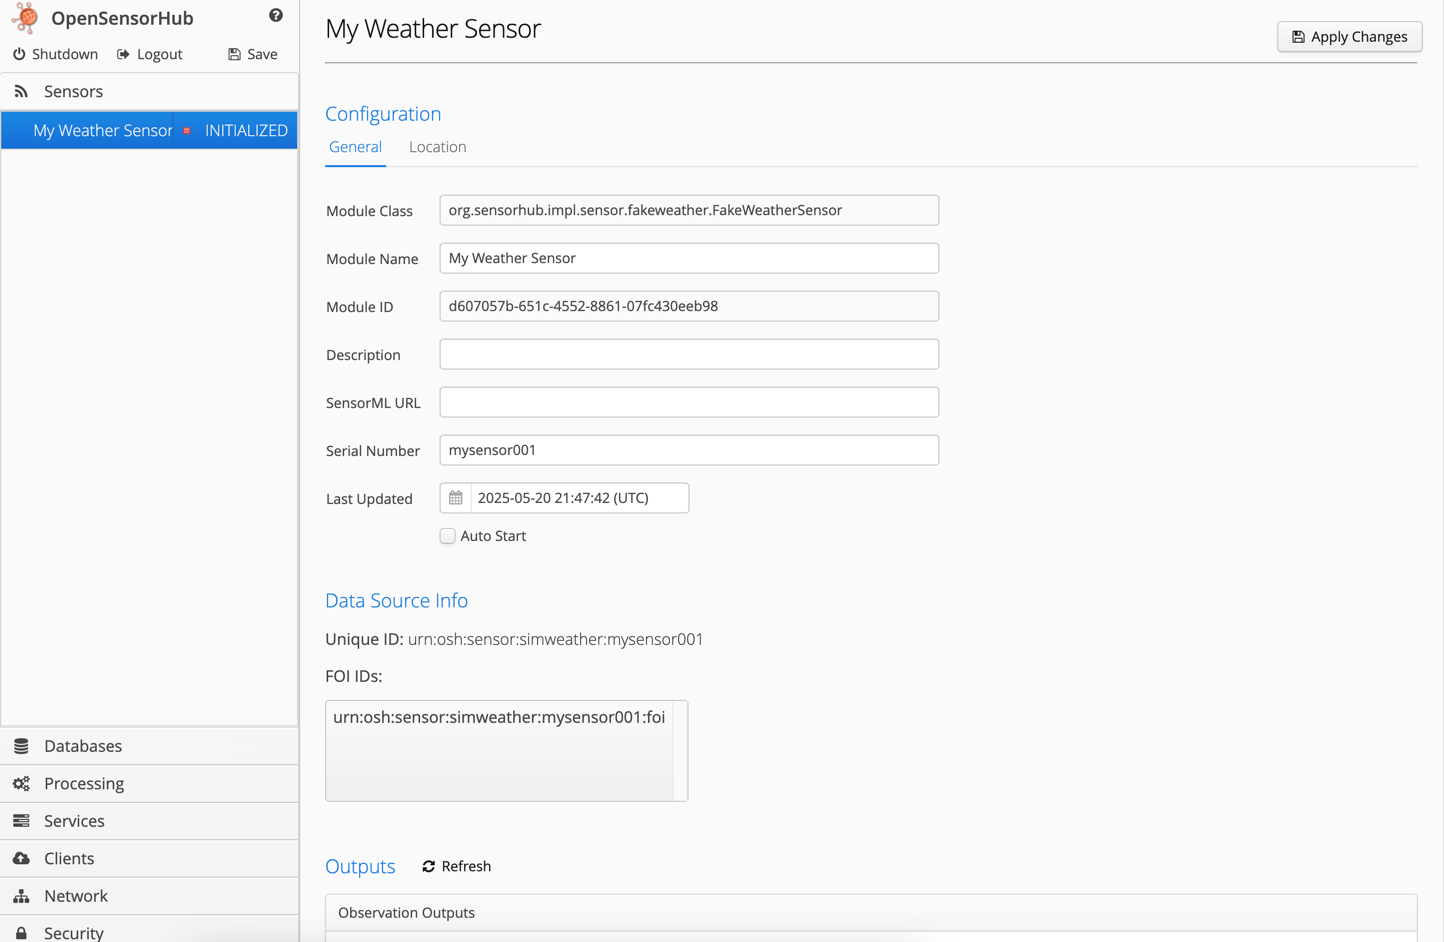 OpenSensorHub
Shutdown Logout Save
Sensors
My Weather Sensor INITIALIZED
Databases
Processing
Services
Clients
Network
Security
My Weather Sensor
Apply Changes
Configuration
General Location
Module Class org.sensorhub.impl.sensor.fakeweather.FakeWeatherSensor
Module Name My Weather Sensor
Module ID d607057b-651c-4552-8861-07fc430eeb98
Description
SensorML URL
Serial Number mysensor001
Last Updated 2025-05-20 21:47:42 (UTC)
Auto Start
Data Source Info
Unique ID: urn:osh:sensor:simweather:mysensor001
FOI IDs:
urn:osh:sensor:simweather:mysensor001:foi
Outputs Refresh
Observation Outputs